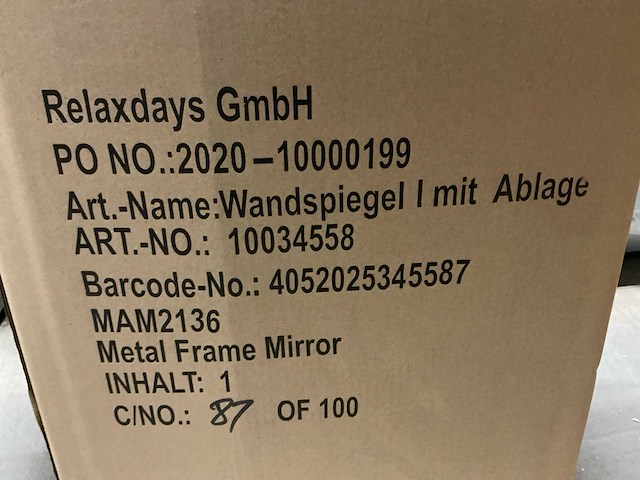 Relaxdays GmbH
PO NO.:2020-10000199
Art.-Name:Wandspiegel I mit Ablage
ART.-NO.: 10034558
Barcode-No.: 4052025345587
MAM2136
Metal Frame Mirror
INHALT: 1
C/NO.: 87 OF 100